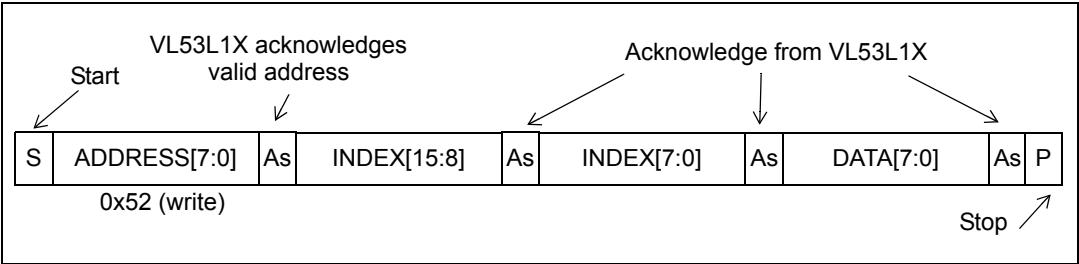 VL53L1X acknowledges
valid address
Acknowledge from VL53L1X
Start
S ADDRESS[7:0] As INDEX[15:8] As INDEX[7:0] As DATA[7:0] As P
0x52 (write)
Stop